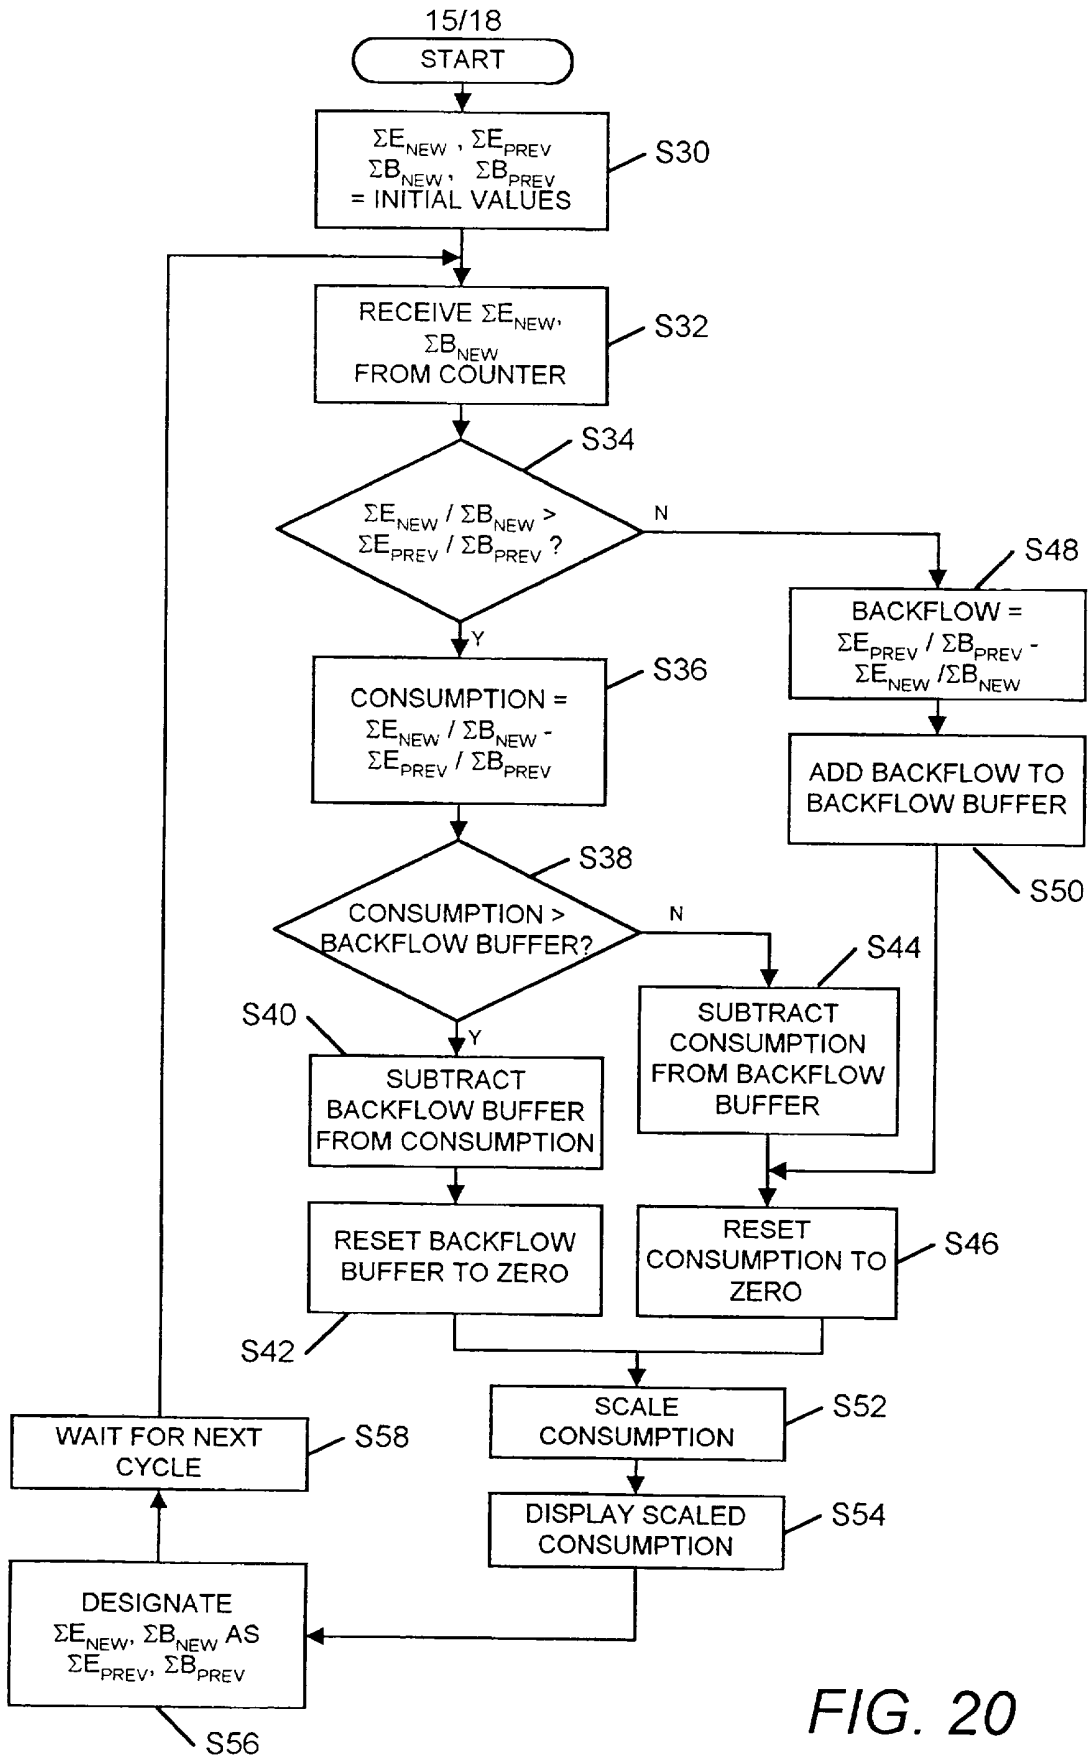 15/18
START
ΣE_NEW , ΣE_PREV
ΣB_NEW, ΣB_PREV
= INITIAL VALUES
S30
RECEIVE ΣE_NEW,
ΣB_NEW
FROM COUNTER
S32
S34
ΣE_NEW / ΣB_NEW >
ΣE_PREV / ΣB_PREV ?
N
Y
S48
BACKFLOW =
ΣE_PREV / ΣB_PREV -
ΣE_NEW /ΣB_NEW
S36
CONSUMPTION =
ΣE_NEW / ΣB_NEW -
ΣE_PREV / ΣB_PREV
ADD BACKFLOW TO
BACKFLOW BUFFER
S50
S38
CONSUMPTION >
BACKFLOW BUFFER?
N
Y
S44
SUBTRACT
CONSUMPTION
FROM BACKFLOW
BUFFER
S40
SUBTRACT
BACKFLOW BUFFER
FROM CONSUMPTION
RESET BACKFLOW
BUFFER TO ZERO
S42
RESET
CONSUMPTION TO
ZERO
S46
SCALE
CONSUMPTION
S52
WAIT FOR NEXT
CYCLE
S58
DISPLAY SCALED
CONSUMPTION
S54
DESIGNATE
ΣE_NEW, ΣB_NEW AS
ΣE_PREV, ΣB_PREV
S56
FIG. 20